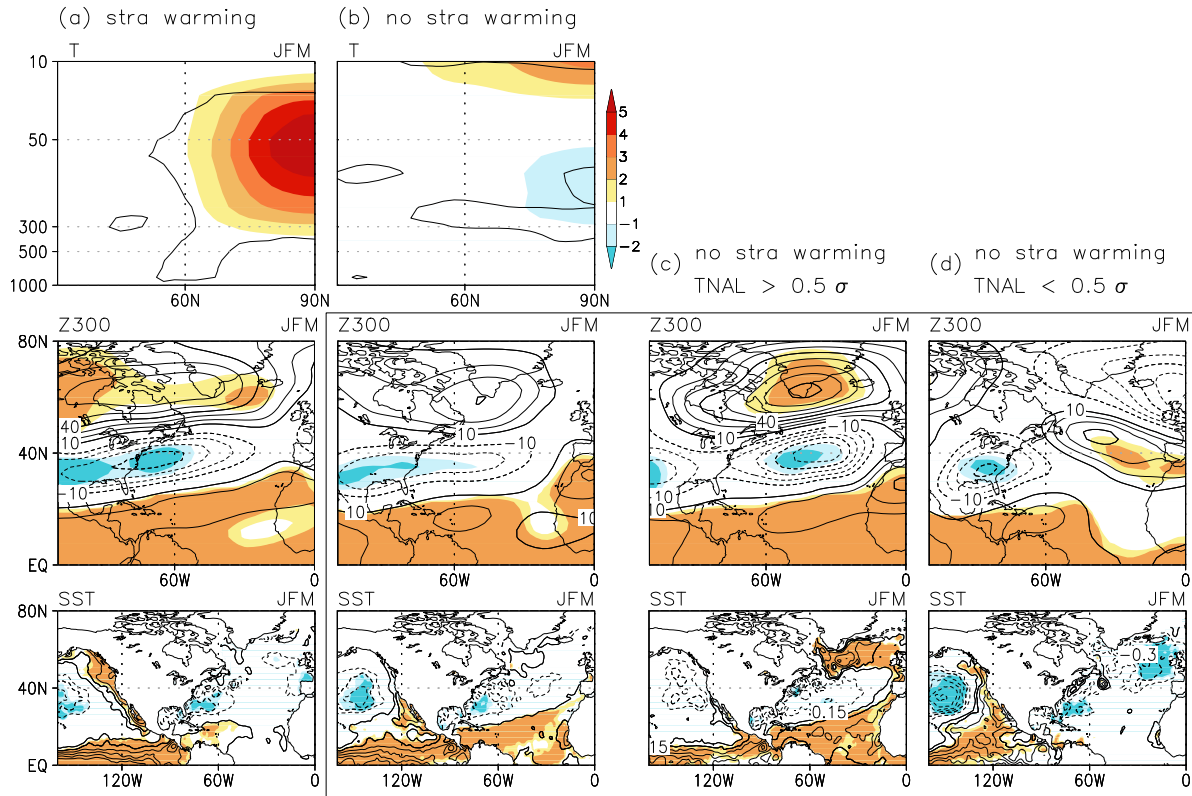 (a) stra warming
(b) no stra warming
T JFM
T JFM
10
50
300
500
1000
60N 90N
60N 90N
5
4
3
2
1
−1
−2
(c) no stra warming
TNAL > 0.5 σ
(d) no stra warming
TNAL < 0.5 σ
Z300 JFM
Z300 JFM
Z300 JFM
Z300 JFM
80N
40N
EQ
40
10
−10
10
−10
10
10
40
10
−10
10
10
−10
60W 0
60W 0
60W 0
60W 0
SST JFM
SST JFM
SST JFM
SST JFM
80N
40N
EQ
0.15
15
0.3
120W 60W 0
120W 60W 0
120W 60W 0
120W 60W 0